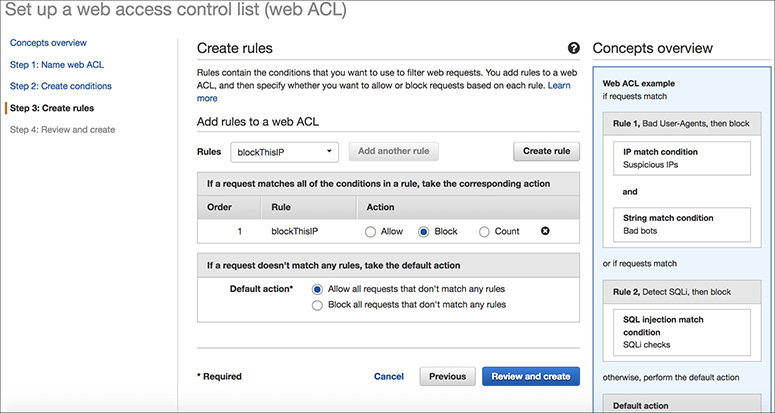 Set up a web access control list (web ACL)
Concepts overview
Step 1: Name web ACL
Step 2: Create conditions
Step 3: Create rules
Step 4: Review and create
Create rules
?
Rules contain the conditions that you want to use to filter web requests. You add rules to a web
ACL, and then specify whether you want to allow or block requests based on each rule. Learn
more
Add rules to a web ACL
Rules
blockThisIP
Add another rule
Create rule
If a request matches all of the conditions in a rule, take the corresponding action
Order Rule Action
1 blockThisIP Allow Block Count
If a request doesn't match any rules, take the default action
Default action* Allow all requests that don't match any rules
Block all requests that don't match any rules
* Required
Cancel
Previous
Review and create
Concepts overview
Web ACL example
if requests match
Rule 1, Bad User-Agents, then block
IP match condition
Suspicious IPs
and
String match condition
Bad bots
or if requests match
Rule 2, Detect SQLi, then block
SQL injection match
condition
SQLi checks
otherwise, perform the default action
Default action